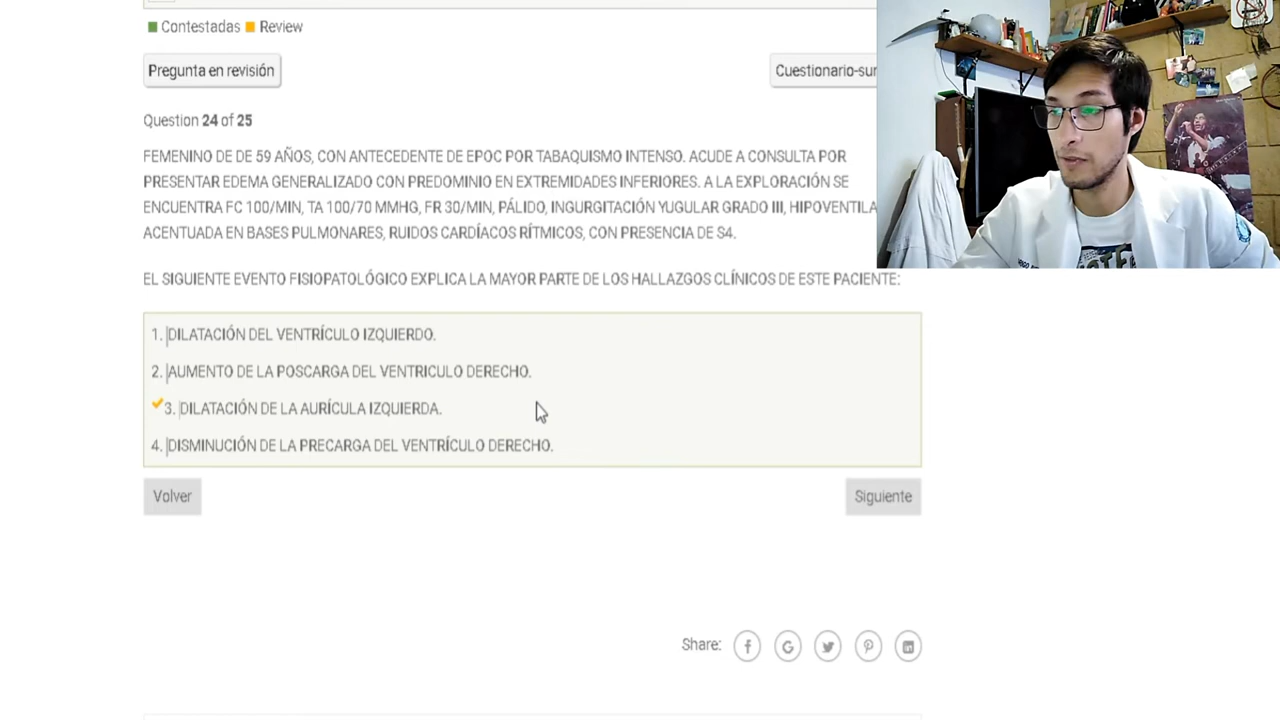 Contestadas Review
Pregunta en revisión
Cuestionario-sur
Question 24 of 25
FEMENINO DE DE 59 AÑOS, CON ANTECEDENTE DE EPOC POR TABAQUISMO INTENSO. ACUDE A CONSULTA POR
PRESENTAR EDEMA GENERALIZADO CON PREDOMINIO EN EXTREMIDADES INFERIORES. A LA EXPLORACIÓN SE
ENCUENTRA FC 100/MIN, TA 100/70 MMHG, FR 30/MIN, PÁLIDO, INGURGITACIÓN YUGULAR GRADO III, HIPOVENTILA
ACENTUADA EN BASES PULMONARES, RUIDOS CARDÍACOS RÍTMICOS, CON PRESENCIA DE S4.
EL SIGUIENTE EVENTO FISIOPATOLÓGICO EXPLICA LA MAYOR PARTE DE LOS HALLAZGOS CLÍNICOS DE ESTE PACIENTE:
1. DILATACIÓN DEL VENTRÍCULO IZQUIERDO.
2. AUMENTO DE LA POSCARGA DEL VENTRICULO DERECHO.
3. DILATACIÓN DE LA AURÍCULA IZQUIERDA.
4. DISMINUCIÓN DE LA PRECARGA DEL VENTRÍCULO DERECHO.
Volver
Siguiente
Share: